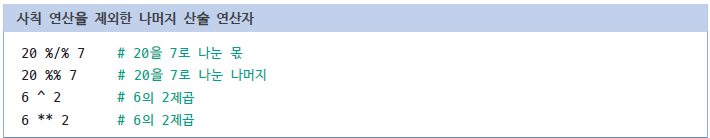 사칙 연산을 제외한 나머지 산술 연산자
20 %/% 7 # 20을 7로 나눈 몫
20 %% 7 # 20을 7로 나눈 나머지
6 ^ 2 # 6의 2제곱
6 ** 2 # 6의 2제곱